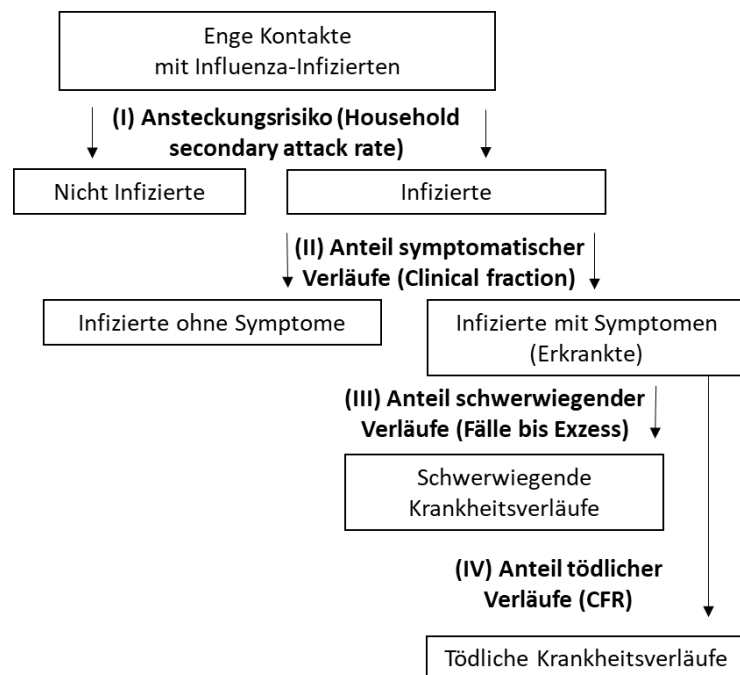 Enge Kontakte
mit Influenza-Infizierten
(I) Ansteckungsrisiko (Household
secondary attack rate)
Nicht Infizierte
Infizierte
(II) Anteil symptomatischer
Verläufe (Clinical fraction)
Infizierte ohne Symptome
Infizierte mit Symptomen
(Erkrankte)
(III) Anteil schwerwiegender
Verläufe (Fälle bis Exzess)
Schwerwiegende
Krankheitsverläufe
(IV) Anteil tödlicher
Verläufe (CFR)
Tödliche Krankheitsverläufe